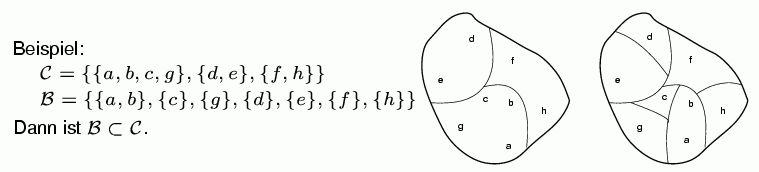 Beispiel:
𝒞 = {{a, b, c, g}, {d, e}, {f, h}}
ℬ = {{a, b}, {c}, {g}, {d}, {e}, {f}, {h}}
Dann ist ℬ ⊂ 𝒞.
d
f
e
c
b
h
g
a
d
f
e
c
b
h
g
a